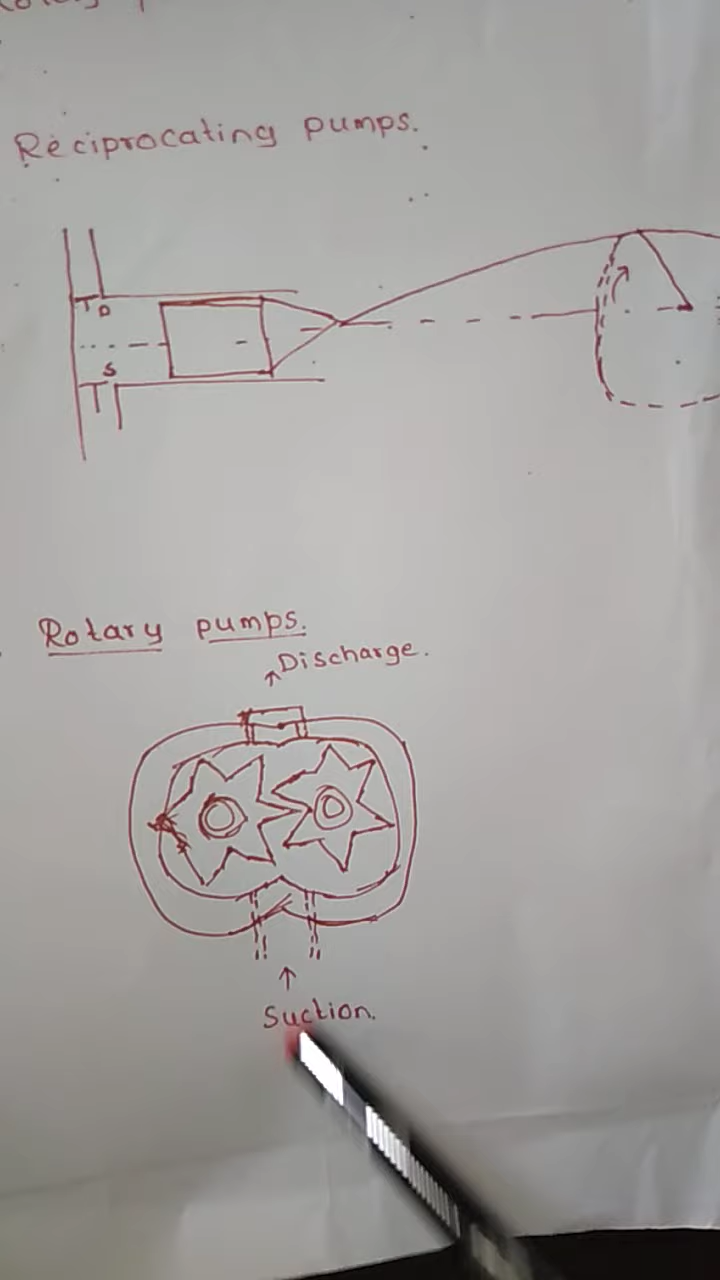 Reciprocating pumps.
D
S
Rotary pumps.
Discharge.
Suction.